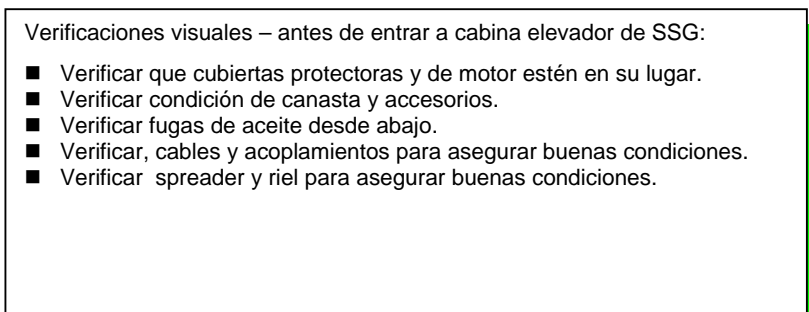 Verificaciones visuales – antes de entrar a cabina elevador de SSG:
■ Verificar que cubiertas protectoras y de motor estén en su lugar.
■ Verificar condición de canasta y accesorios.
■ Verificar fugas de aceite desde abajo.
■ Verificar, cables y acoplamientos para asegurar buenas condiciones.
■ Verificar spreader y riel para asegurar buenas condiciones.